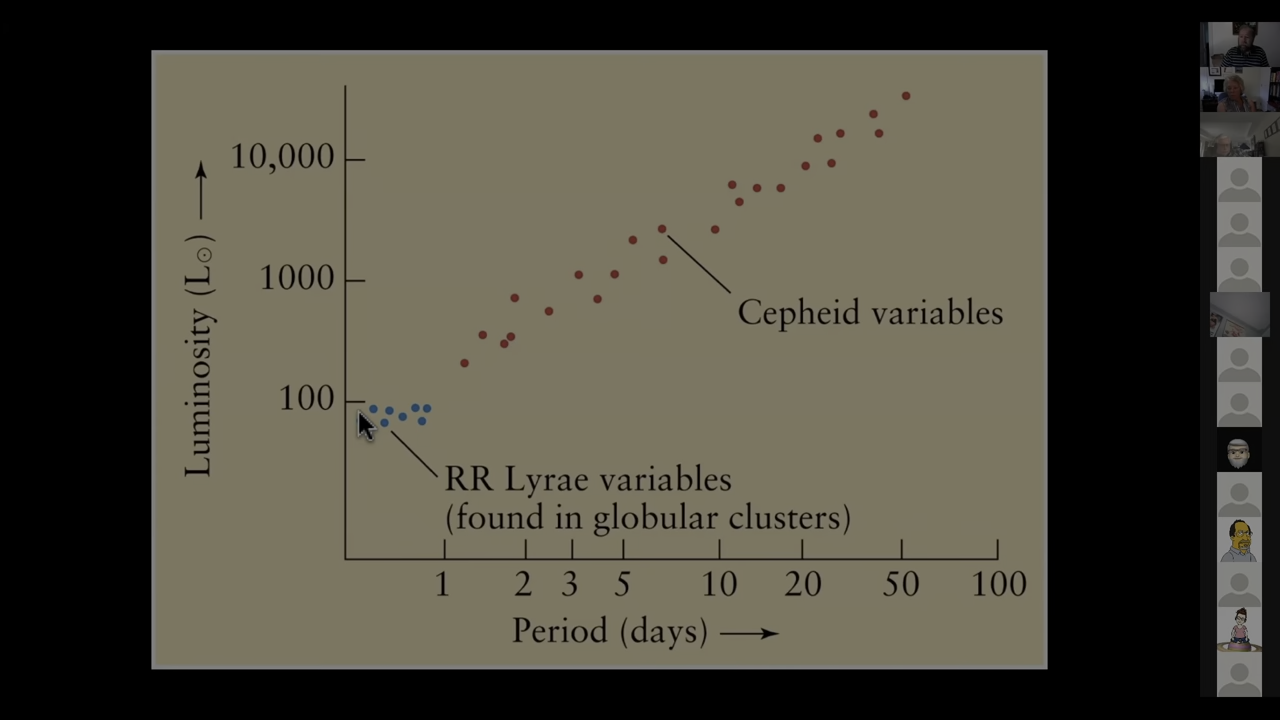 10,000
1000
100
Luminosity (L☉)
Cepheid variables
RR Lyrae variables
(found in globular clusters)
1 2 3 5 10 20 50 100
Period (days)